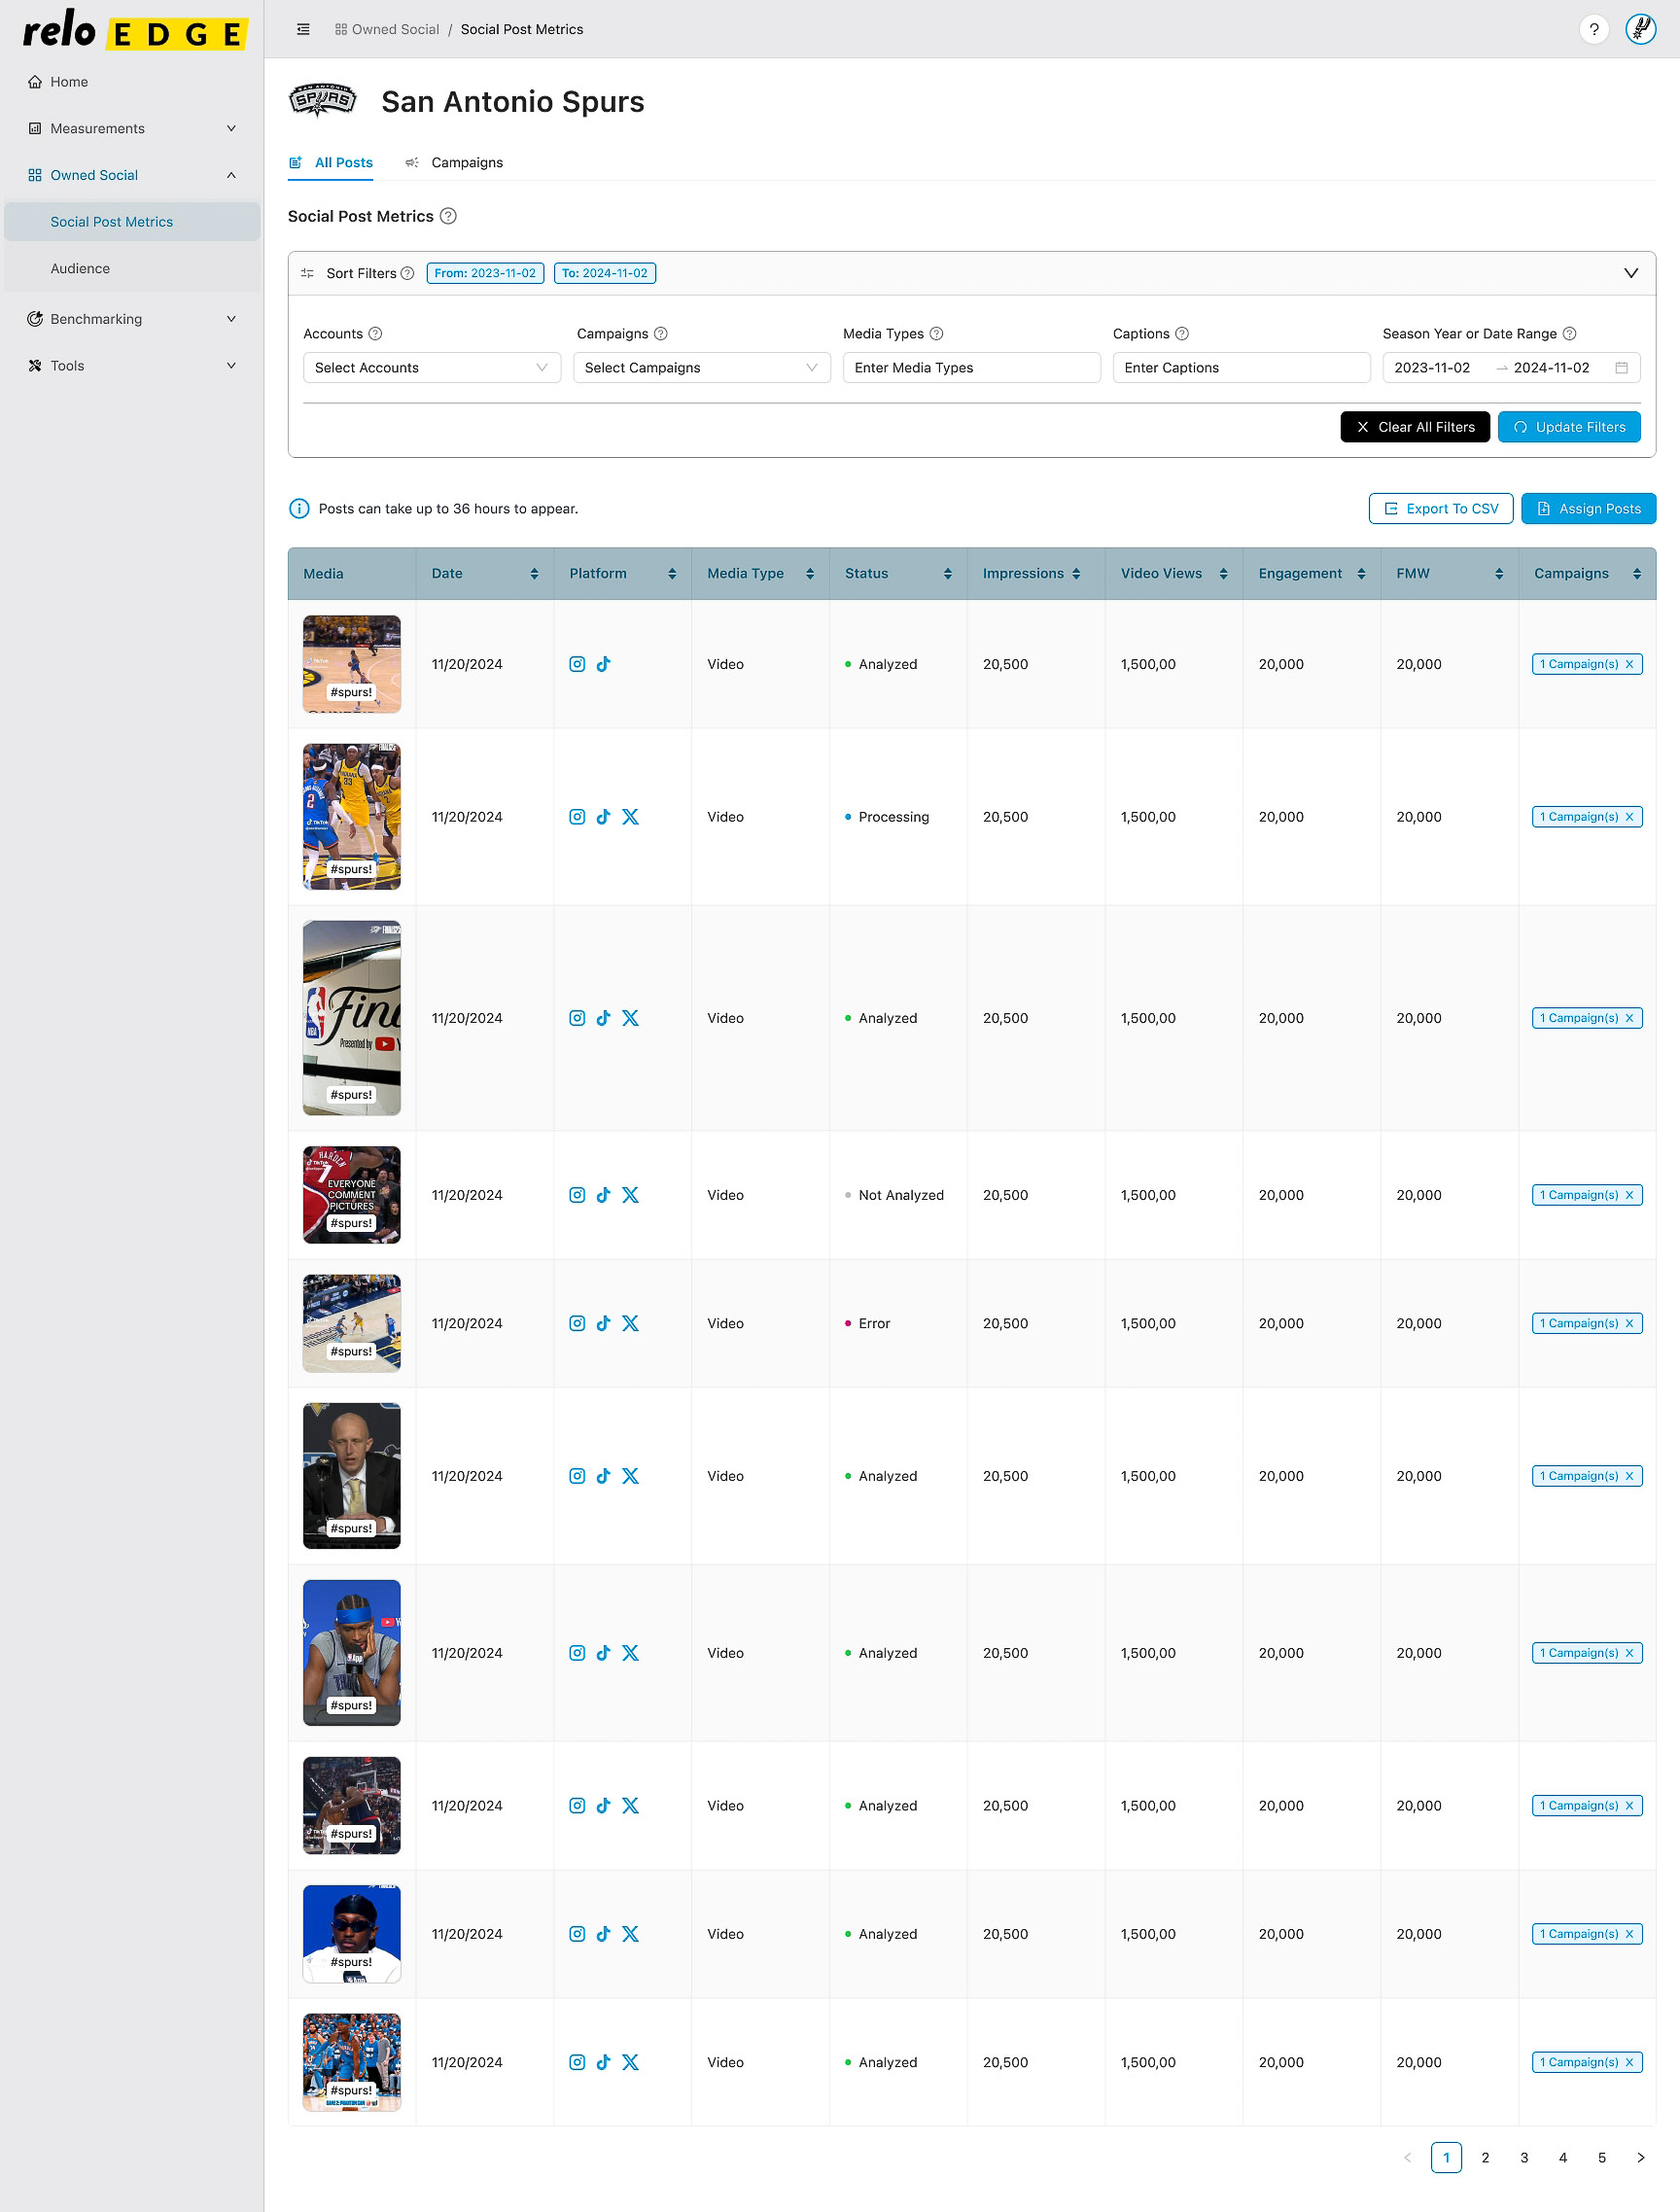 relo EDGE
Owned Social / Social Post Metrics
?
Home
Measurements
Owned Social
Social Post Metrics
Audience
Benchmarking
Tools
SAN ANTONIO
SPURS
San Antonio Spurs
All Posts
Campaigns
Social Post Metrics ?
Sort Filters ? From: 2023-11-02 To: 2024-11-02
Accounts ? Campaigns ? Media Types ? Captions ? Season Year or Date Range ?
Select Accounts Select Campaigns Enter Media Types Enter Captions 2023-11-02 → 2024-11-02
Clear All Filters Update Filters
Posts can take up to 36 hours to appear. Export To CSV Assign Posts
Media Date Platform Media Type Status Impressions Video Views Engagement FMW Campaigns
TikTok
#spurs!
11/20/2024 Video Analyzed 20,500 1,500,00 20,000 20,000 1 Campaign(s) X
INDIANA
33
2
2
TikTok
#spurs!
11/20/2024 Video Processing 20,500 1,500,00 20,000 20,000 1 Campaign(s) X
NBA
Presented by
#spurs!
11/20/2024 Video Analyzed 20,500 1,500,00 20,000 20,000 1 Campaign(s) X
HARDEN
TikTok
EVERYONE
COMMENT
PICTURES
#spurs!
11/20/2024 Video Not Analyzed 20,500 1,500,00 20,000 20,000 1 Campaign(s) X
#spurs!
11/20/2024 Video Error 20,500 1,500,00 20,000 20,000 1 Campaign(s) X
#spurs!
11/20/2024 Video Analyzed 20,500 1,500,00 20,000 20,000 1 Campaign(s) X
App
#spurs!
11/20/2024 Video Analyzed 20,500 1,500,00 20,000 20,000 1 Campaign(s) X
#spurs!
11/20/2024 Video Analyzed 20,500 1,500,00 20,000 20,000 1 Campaign(s) X
#spurs!
App
11/20/2024 Video Analyzed 20,500 1,500,00 20,000 20,000 1 Campaign(s) X
#spurs!
11/20/2024 Video Analyzed 20,500 1,500,00 20,000 20,000 1 Campaign(s) X
< 1 2 3 4 5 >